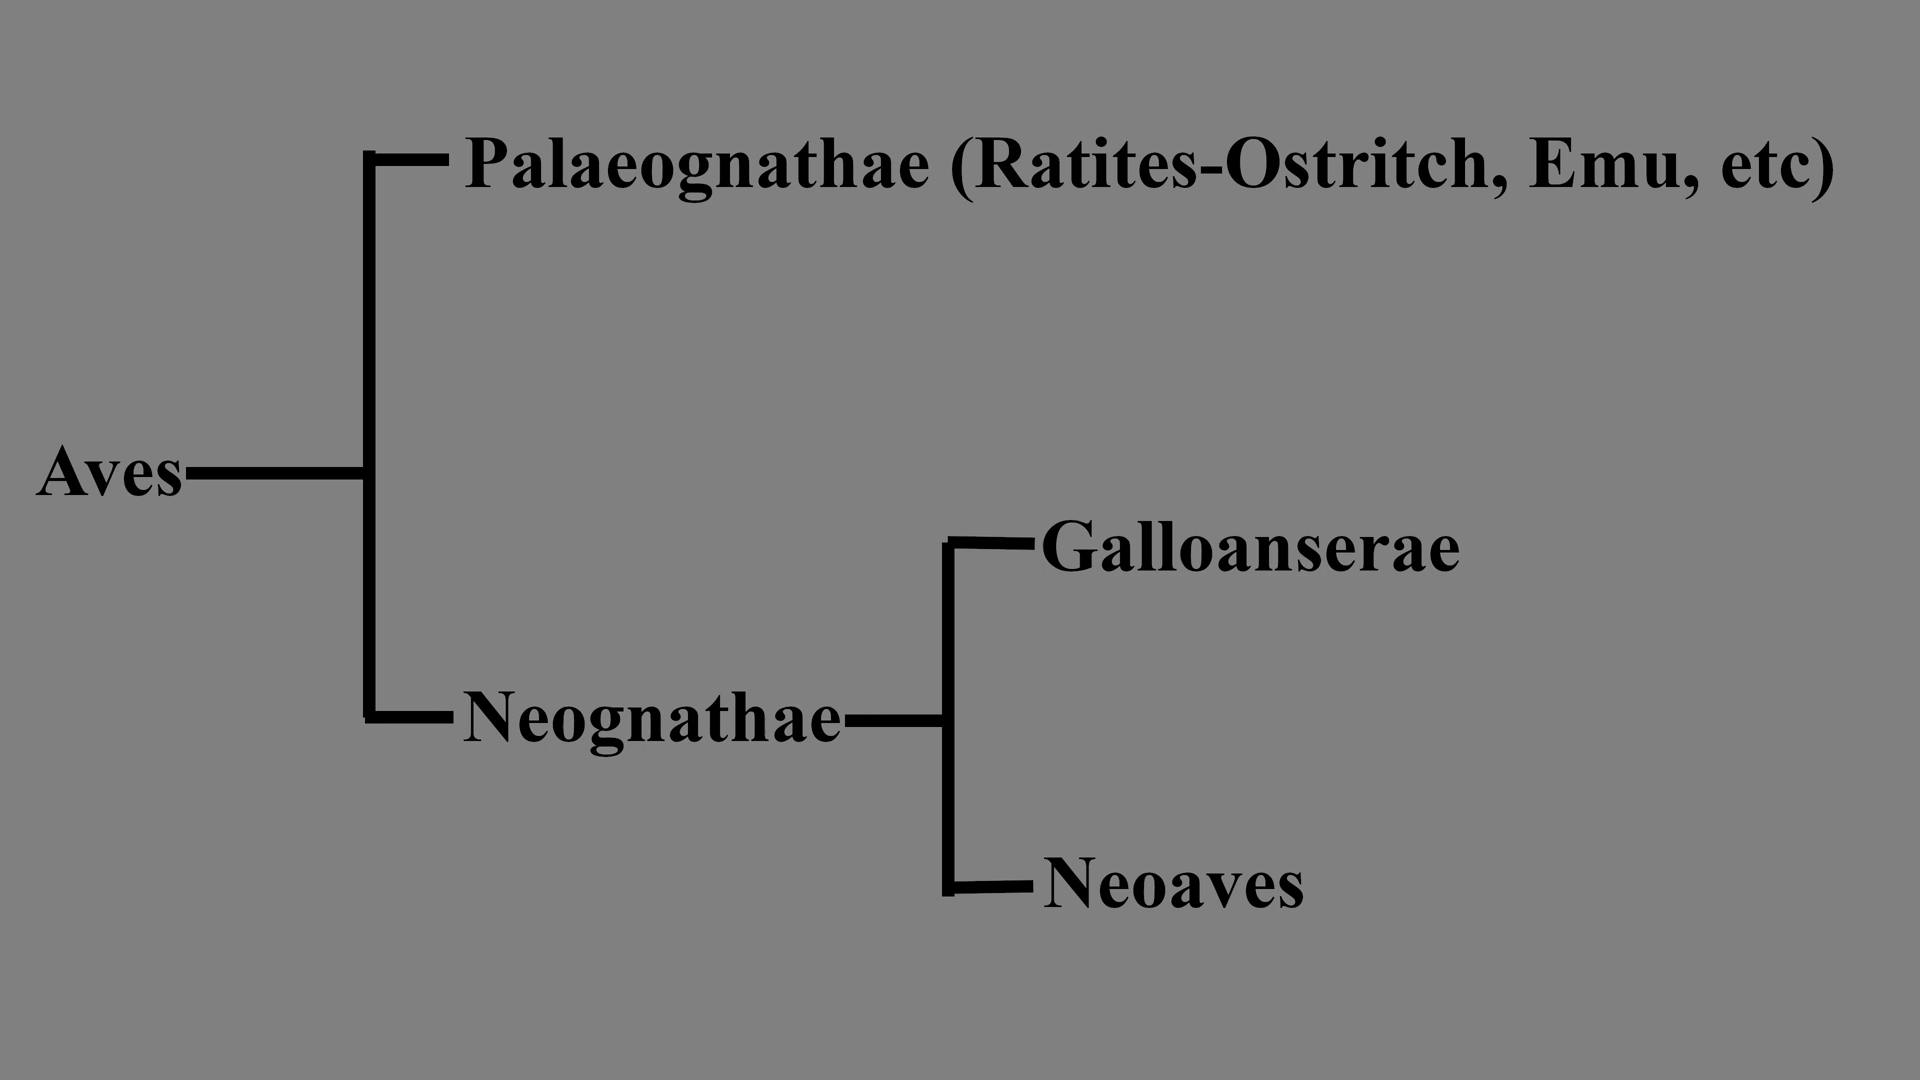 Palaeognathae (Ratites-Ostritch, Emu, etc)
Aves
Galloanserae
Neognathae
Neoaves